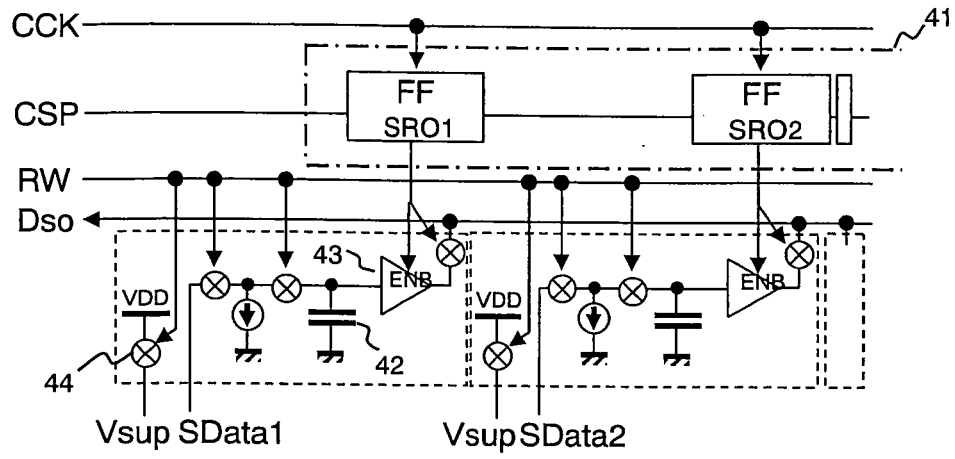 CCK
41
FF
SRO1
FF
SRO2
CSP
RW
Dso
43
ENB
ENB
VDD
VDD
44
42
Vsup SData1
Vsup SData2